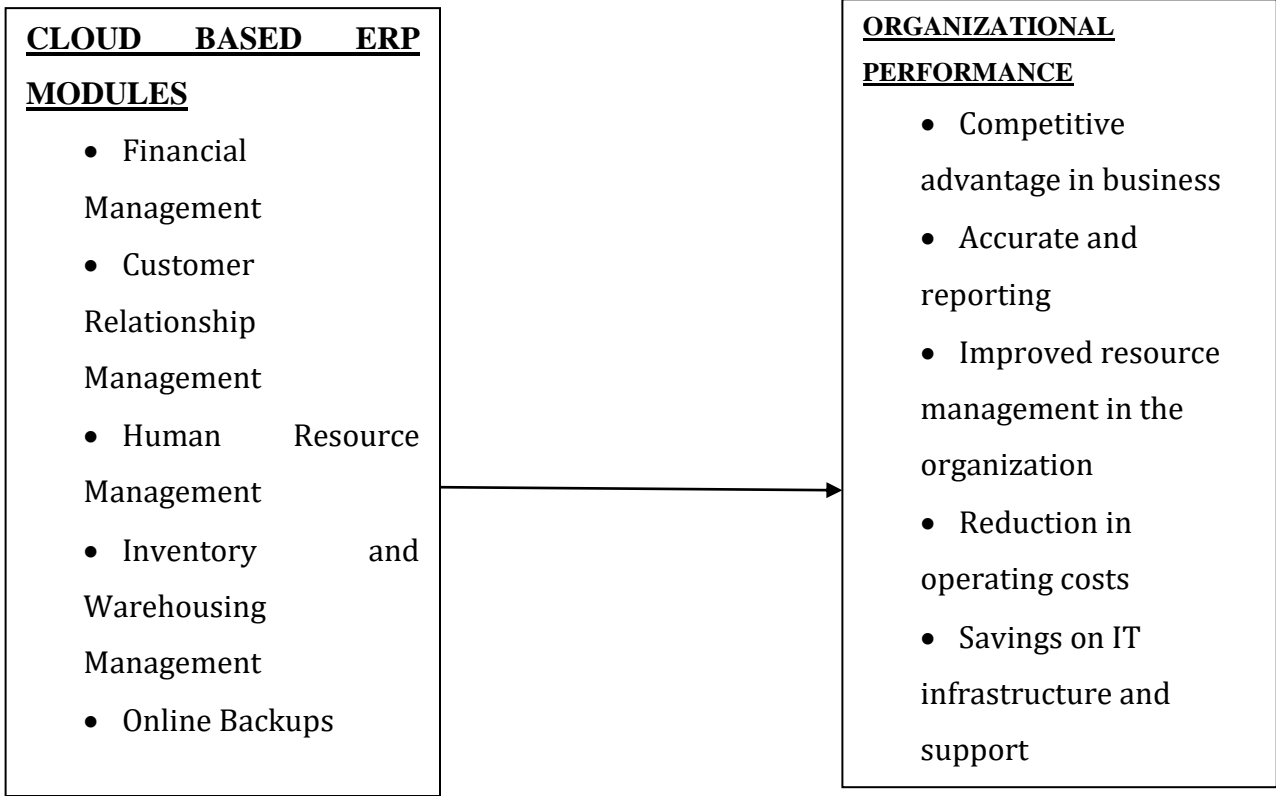 CLOUD BASED ERP
MODULES
• Financial
Management
• Customer
Relationship
Management
• Human Resource
Management
• Inventory and
Warehousing
Management
• Online Backups
ORGANIZATIONAL
PERFORMANCE
• Competitive
advantage in business
• Accurate and
reporting
• Improved resource
management in the
organization
• Reduction in
operating costs
• Savings on IT
infrastructure and
support